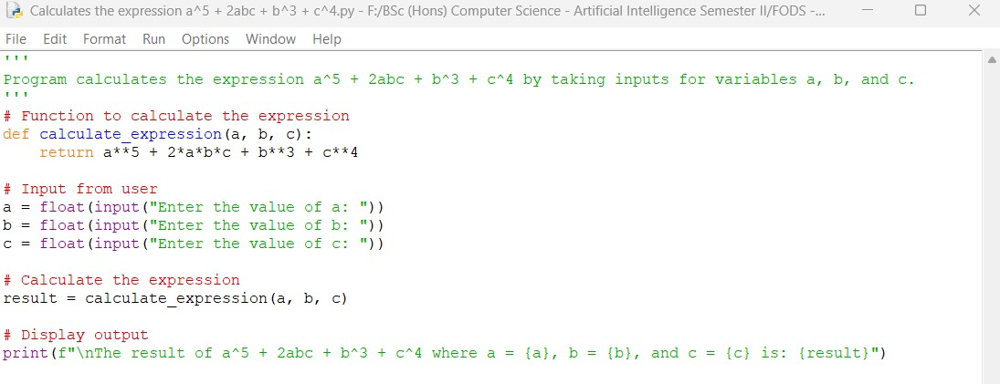 Calculates the expression a^5 + 2abc + b^3 + c^4.py - F:/BSc (Hons) Computer Science - Artificial Intelligence Semester II/FODS -...
File Edit Format Run Options Window Help
'''
Program calculates the expression a^5 + 2abc + b^3 + c^4 by taking inputs for variables a, b, and c.
'''
# Function to calculate the expression
def calculate_expression(a, b, c):
    return a**5 + 2*a*b*c + b**3 + c**4

# Input from user
a = float(input("Enter the value of a: "))
b = float(input("Enter the value of b: "))
c = float(input("Enter the value of c: "))

# Calculate the expression
result = calculate_expression(a, b, c)

# Display output
print(f"\nThe result of a^5 + 2abc + b^3 + c^4 where a = {a}, b = {b}, and c = {c} is: {result}")